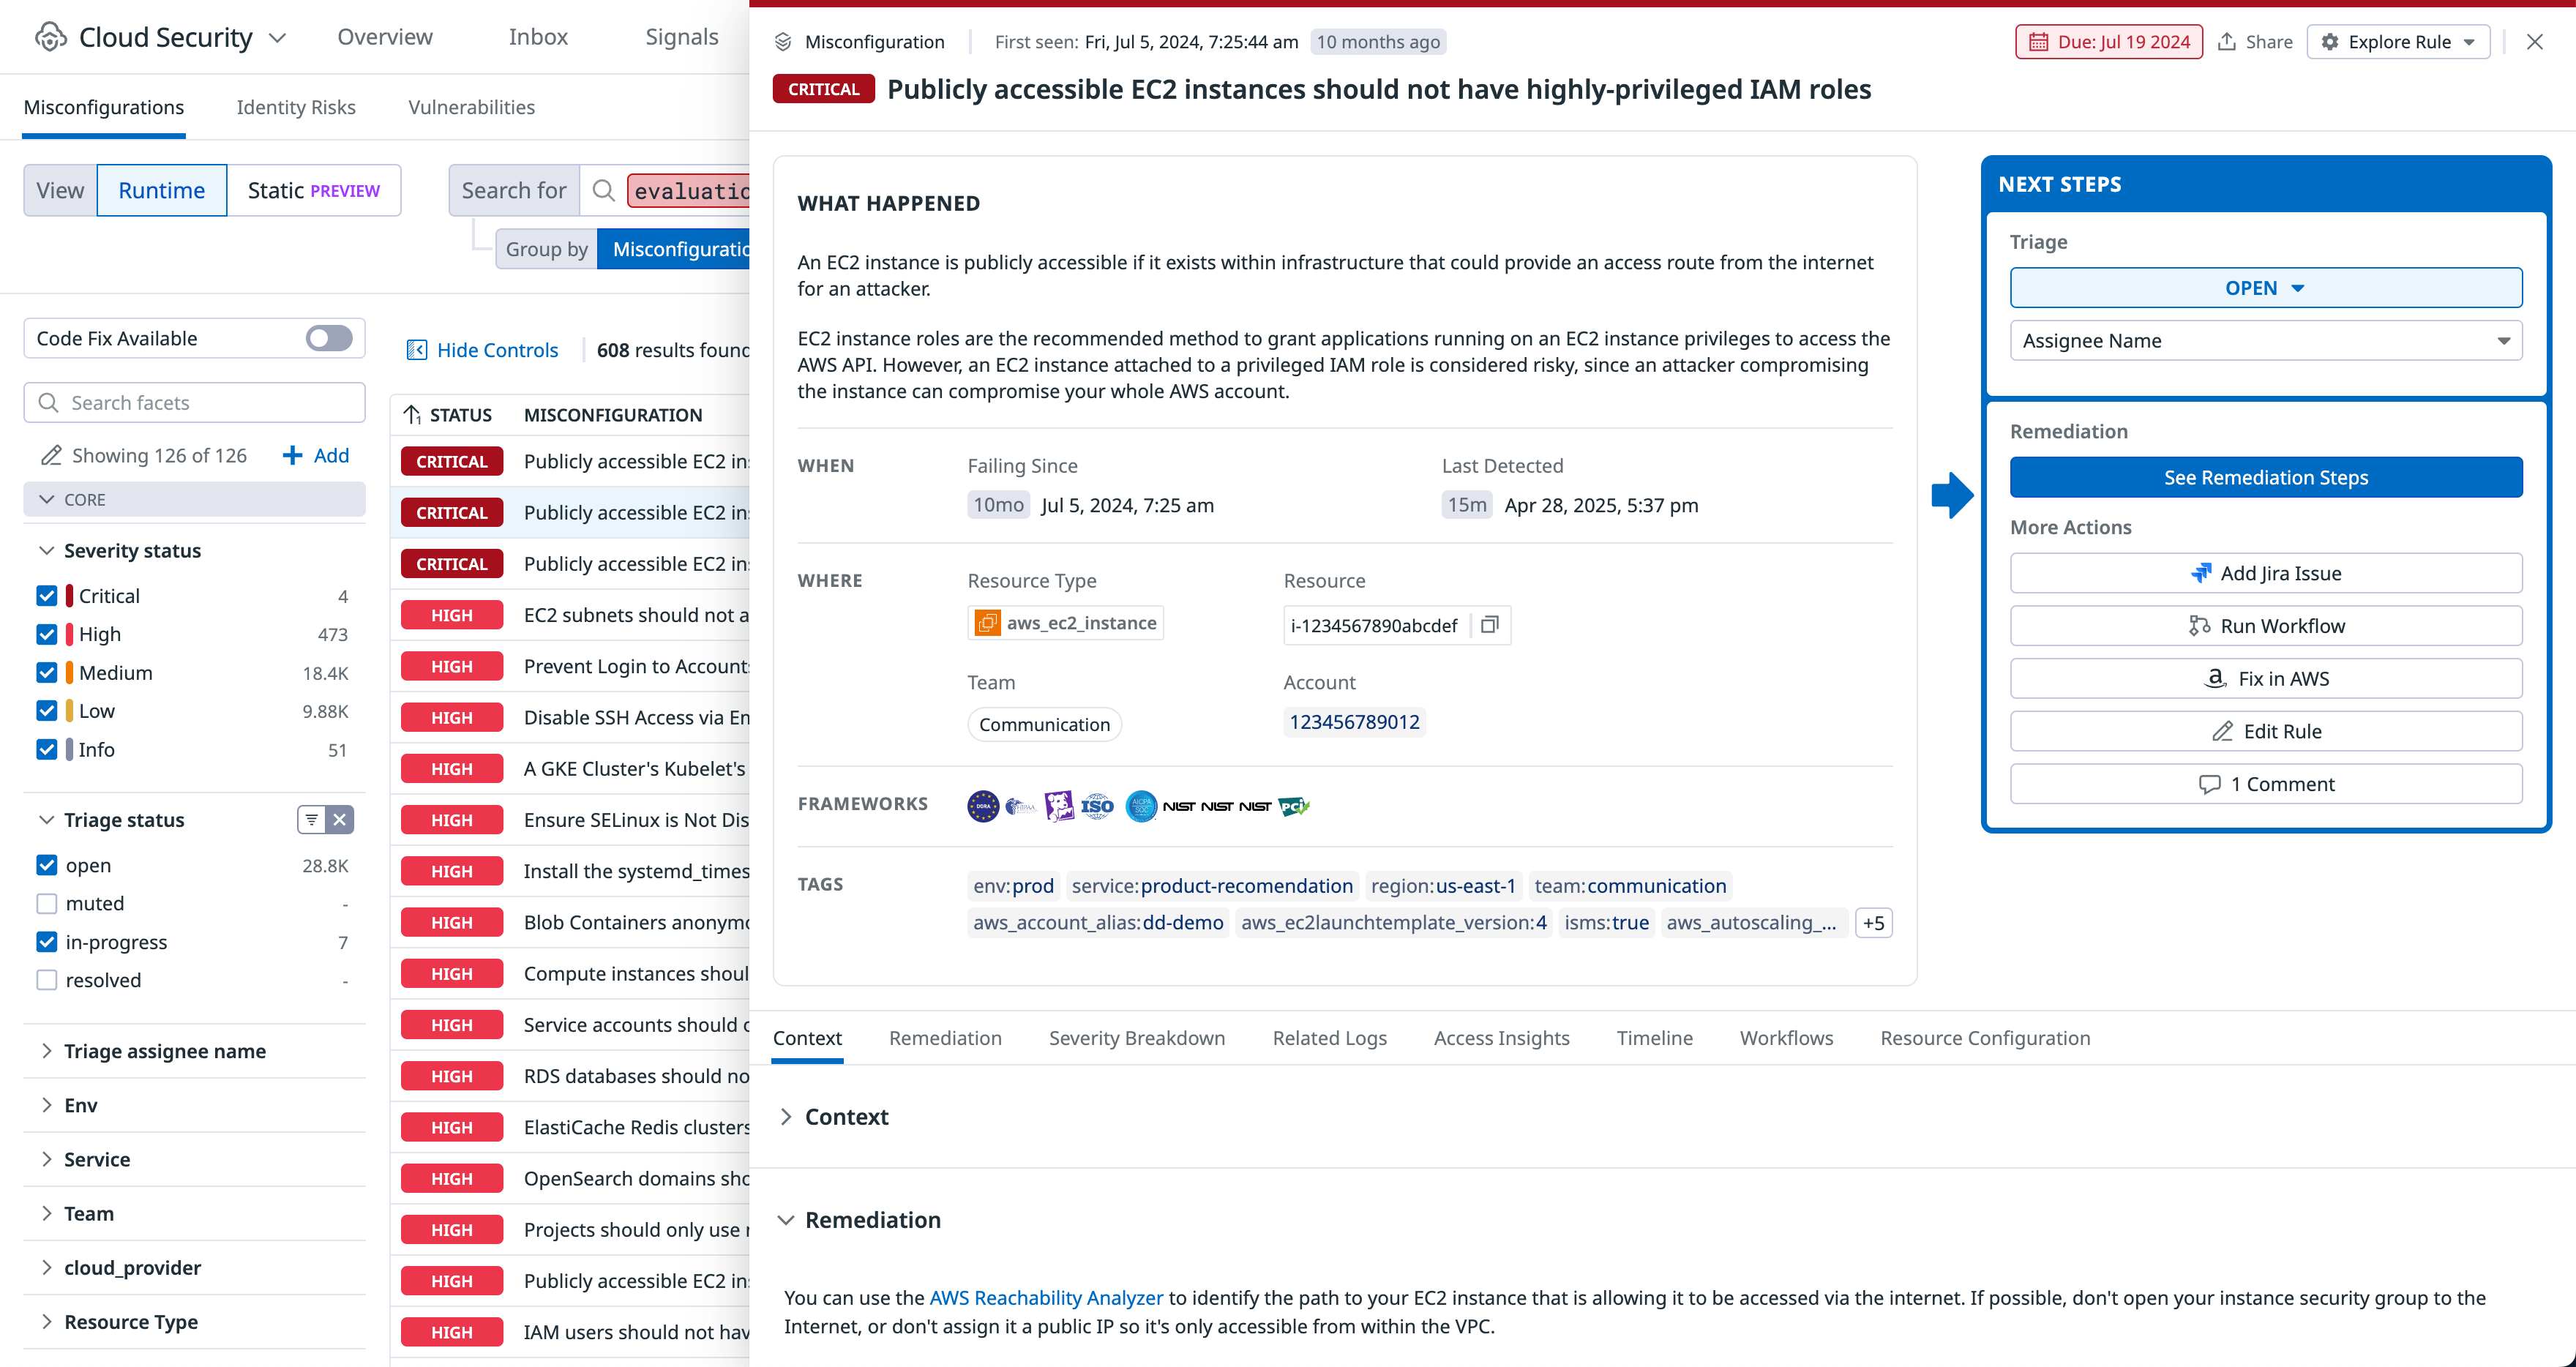 Cloud Security
Overview
Inbox
Signals
Misconfigurations
Identity Risks
Vulnerabilities
View
Runtime
Static PREVIEW
Search for
evaluatio
Group by
Misconfiguratio
Code Fix Available
Search facets
Showing 126 of 126
Add
CORE
Severity status
Critical 4
High 473
Medium 18.4K
Low 9.88K
Info 51
Triage status
open 28.8K
muted -
in-progress 7
resolved -
Triage assignee name
Env
Service
Team
cloud_provider
Resource Type
Hide Controls
608 results found
STATUS MISCONFIGURATION
CRITICAL Publicly accessible EC2 in
CRITICAL Publicly accessible EC2 in
CRITICAL Publicly accessible EC2 in
HIGH EC2 subnets should not a
HIGH Prevent Login to Account
HIGH Disable SSH Access via En
HIGH A GKE Cluster's Kubelet's
HIGH Ensure SELinux is Not Dis
HIGH Install the systemd_times
HIGH Blob Containers anonym
HIGH Compute instances shoul
HIGH Service accounts should
HIGH RDS databases should no
HIGH ElastiCache Redis clusters
HIGH OpenSearch domains sho
HIGH Projects should only use
HIGH Publicly accessible EC2 in
HIGH IAM users should not hav
Misconfiguration
First seen: Fri, Jul 5, 2024, 7:25:44 am 10 months ago
Due: Jul 19 2024
Share
Explore Rule
CRITICAL Publicly accessible EC2 instances should not have highly-privileged IAM roles
WHAT HAPPENED
An EC2 instance is publicly accessible if it exists within infrastructure that could provide an access route from the internet
for an attacker.
EC2 instance roles are the recommended method to grant applications running on an EC2 instance privileges to access the
AWS API. However, an EC2 instance attached to a privileged IAM role is considered risky, since an attacker compromising
the instance can compromise your whole AWS account.
WHEN
Failing Since
10mo Jul 5, 2024, 7:25 am
Last Detected
15m Apr 28, 2025, 5:37 pm
WHERE
Resource Type
aws_ec2_instance
Resource
i-1234567890abcdef
Team
Communication
Account
123456789012
FRAMEWORKS
DORA HIPAA ISO AICPA SOC NIST NIST NIST PCI
TAGS
env:prod service:product-recomendation region:us-east-1 team:communication
aws_account_alias:dd-demo aws_ec2launchtemplate_version:4 isms:true aws_autoscaling_... +5
NEXT STEPS
Triage
OPEN
Assignee Name
Remediation
See Remediation Steps
More Actions
Add Jira Issue
Run Workflow
Fix in AWS
Edit Rule
1 Comment
Context
Remediation
Severity Breakdown
Related Logs
Access Insights
Timeline
Workflows
Resource Configuration
Context
Remediation
You can use the AWS Reachability Analyzer to identify the path to your EC2 instance that is allowing it to be accessed via the internet. If possible, don't open your instance security group to the
Internet, or don't assign it a public IP so it's only accessible from within the VPC.